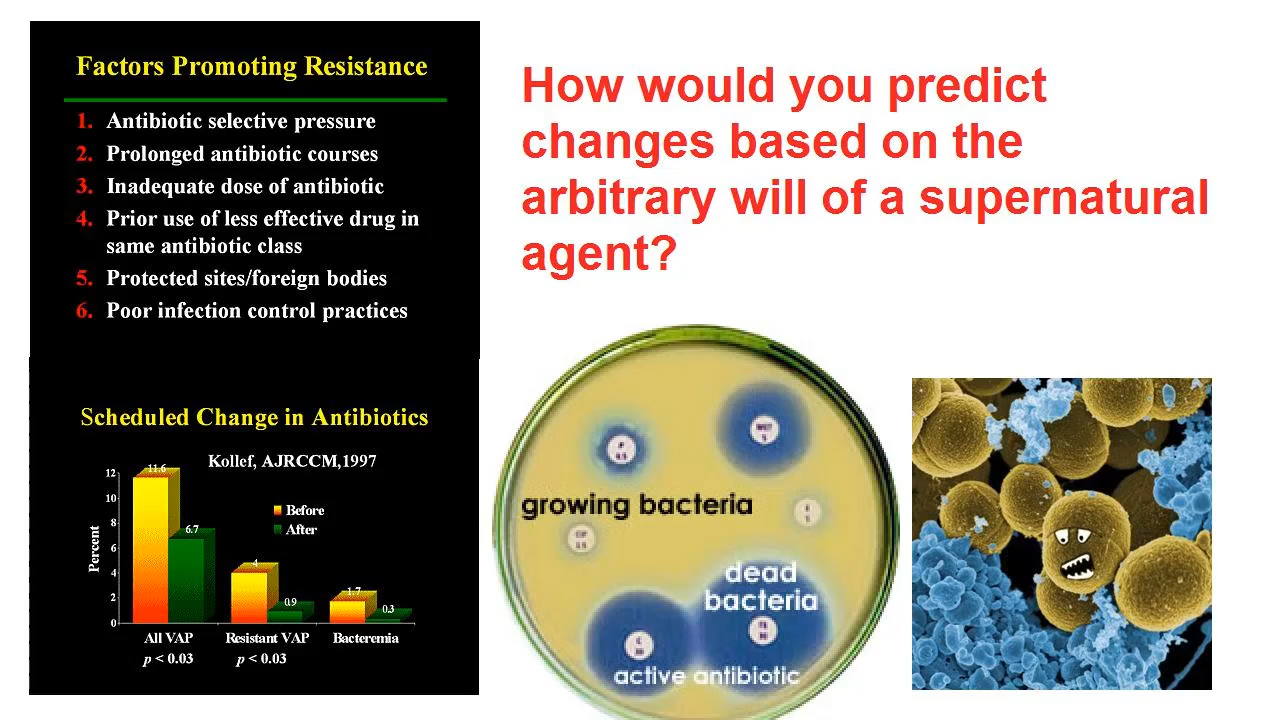 Factors Promoting Resistance
1. Antibiotic selective pressure
2. Prolonged antibiotic courses
3. Inadequate dose of antibiotic
4. Prior use of less effective drug in
same antibiotic class
5. Protected sites/foreign bodies
6. Poor infection control practices
How would you predict
changes based on the
arbitrary will of a supernatural
agent?
Scheduled Change in Antibiotics
Kollef, AJRCCM,1997
Percent
12
10
8
6
4
2
0
11.6
6.7
4
0.9
1.7
0.3
Before
After
All VAP
Resistant VAP
Bacteremia
p < 0.03
p < 0.03
growing bacteria
dead
bacteria
active antibiotic